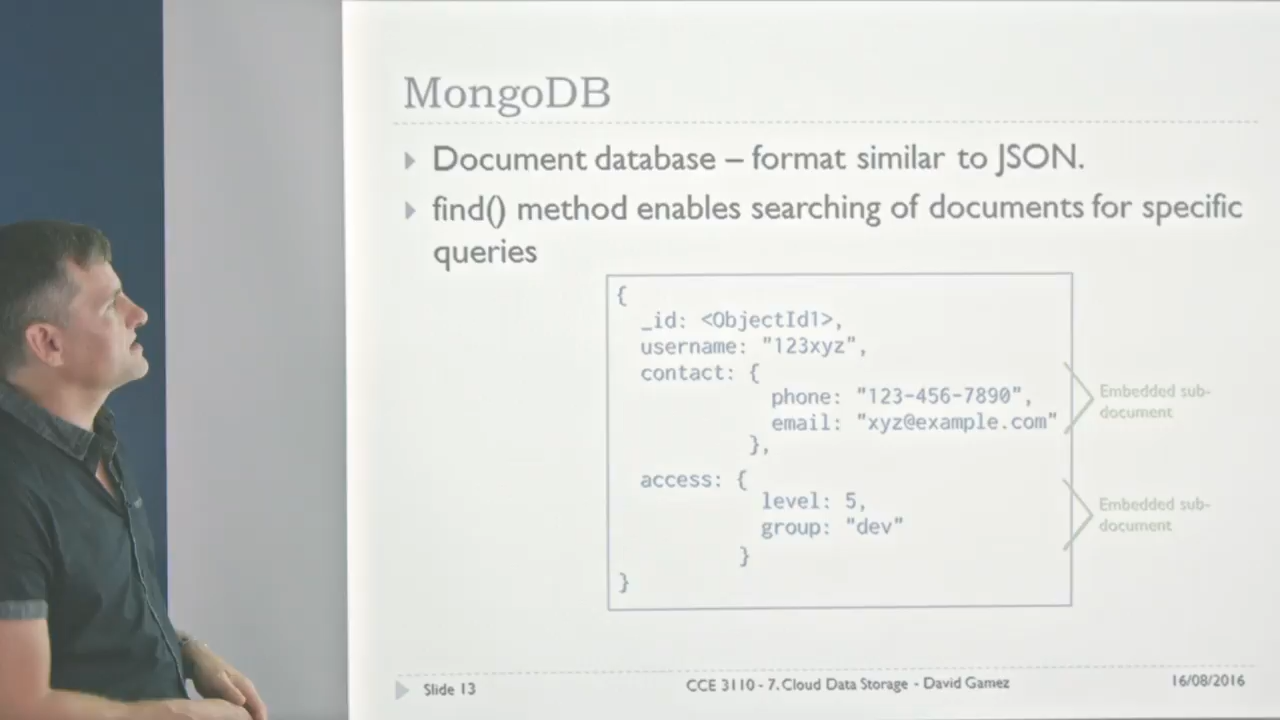 MongoDB
Document database – format similar to JSON.
find() method enables searching of documents for specific
queries
{
_id: <ObjectId1>,
username: "123xyz",
contact: {
phone: "123-456-7890",
email: "xyz@example.com"
},
Embedded sub-
document
access: {
level: 5,
group: "dev"
}
Embedded sub-
document
}
Slide 13
CCE 3110 - 7. Cloud Data Storage - David Gamez
16/08/2016